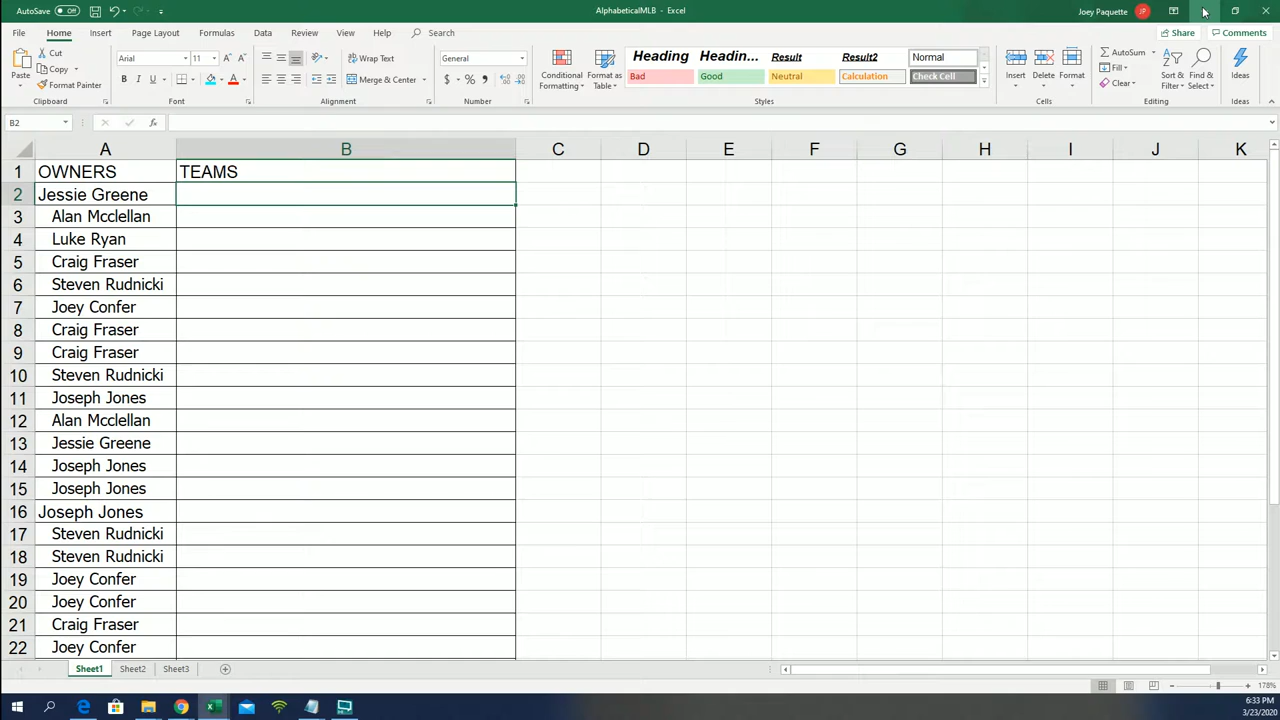 AutoSave Off AlphabeticalMLB - Excel Joey Paquette JP
File Home Insert Page Layout Formulas Data Review View Help Search Share Comments
Paste Cut Copy Format Painter Clipboard
Arial 11 A A B I U A Font
Wrap Text Merge & Center Alignment
General $ % , Number
Conditional Formatting Format as Table
Heading Headin... Result Result2 Normal
Bad Good Neutral Calculation Check Cell
Styles
Insert Delete Format Cells
AutoSum Fill Clear Sort & Filter Find & Select Editing
Ideas Ideas
B2 fx
A B C D E F G H I J K
1 OWNERS TEAMS
2 Jessie Greene
3 Alan Mcclellan
4 Luke Ryan
5 Craig Fraser
6 Steven Rudnicki
7 Joey Confer
8 Craig Fraser
9 Craig Fraser
10 Steven Rudnicki
11 Joseph Jones
12 Alan Mcclellan
13 Jessie Greene
14 Joseph Jones
15 Joseph Jones
16 Joseph Jones
17 Steven Rudnicki
18 Steven Rudnicki
19 Joey Confer
20 Joey Confer
21 Craig Fraser
22 Joey Confer
Sheet1 Sheet2 Sheet3
178%
6:33 PM
3/23/2020